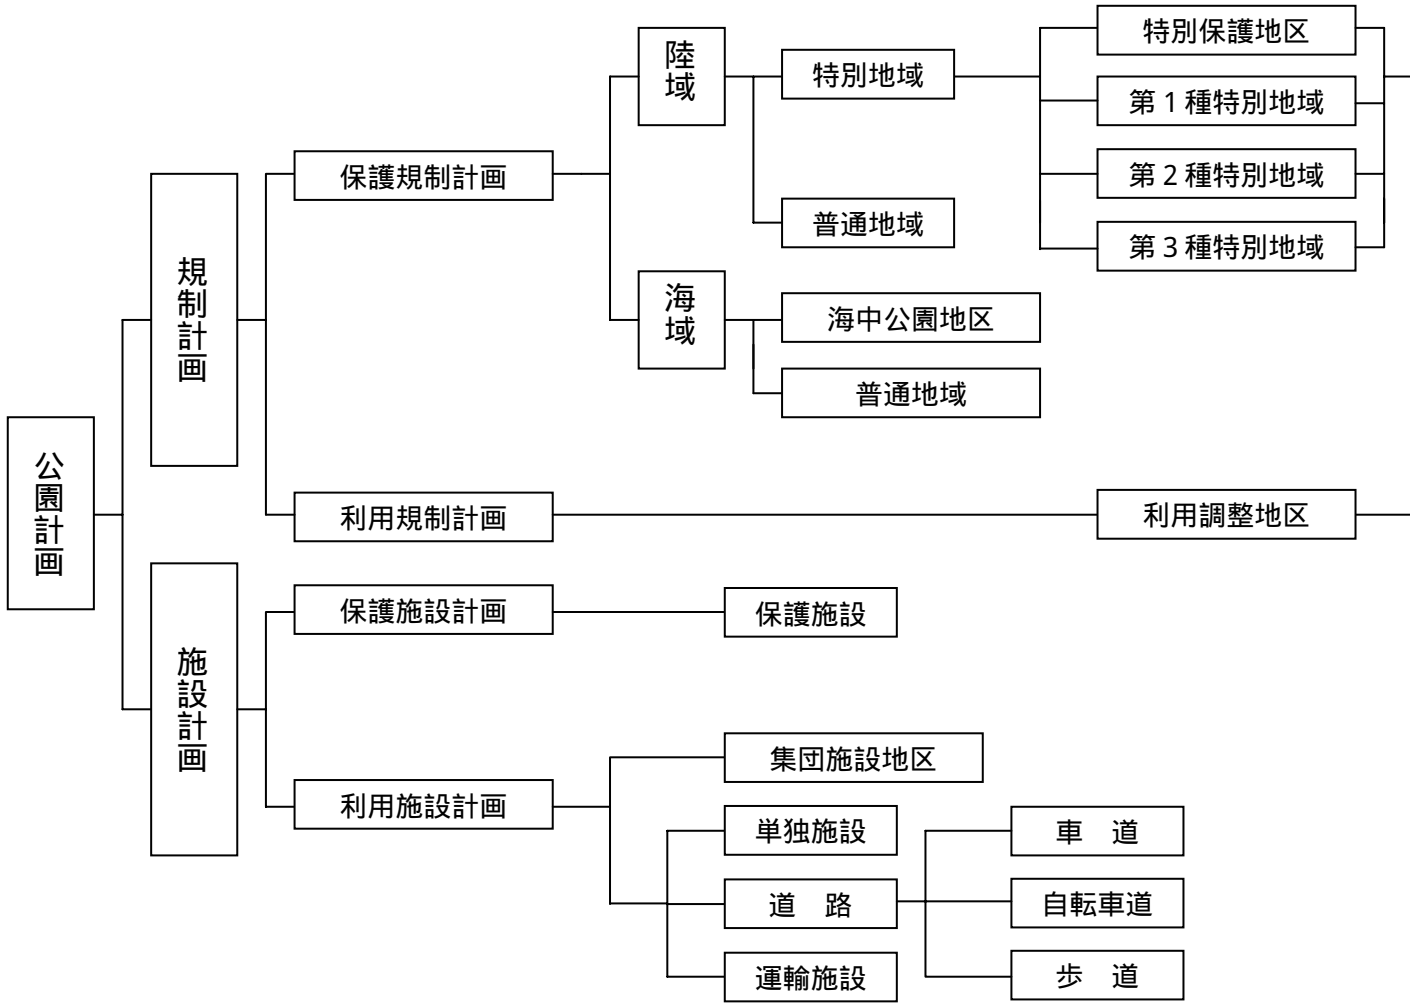 公園計画
規制計画
保護規制計画
陸域
特別地域
特別保護地区
第1種特別地域
第2種特別地域
第3種特別地域
普通地域
海域
海中公園地区
普通地域
利用規制計画
利用調整地区
施設計画
保護施設計画
保護施設
利用施設計画
集団施設地区
単独施設
道　路
車　道
自転車道
歩　道
運輸施設